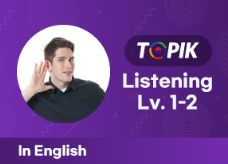 TOPIK
Listening
Lv. 1-2
In English